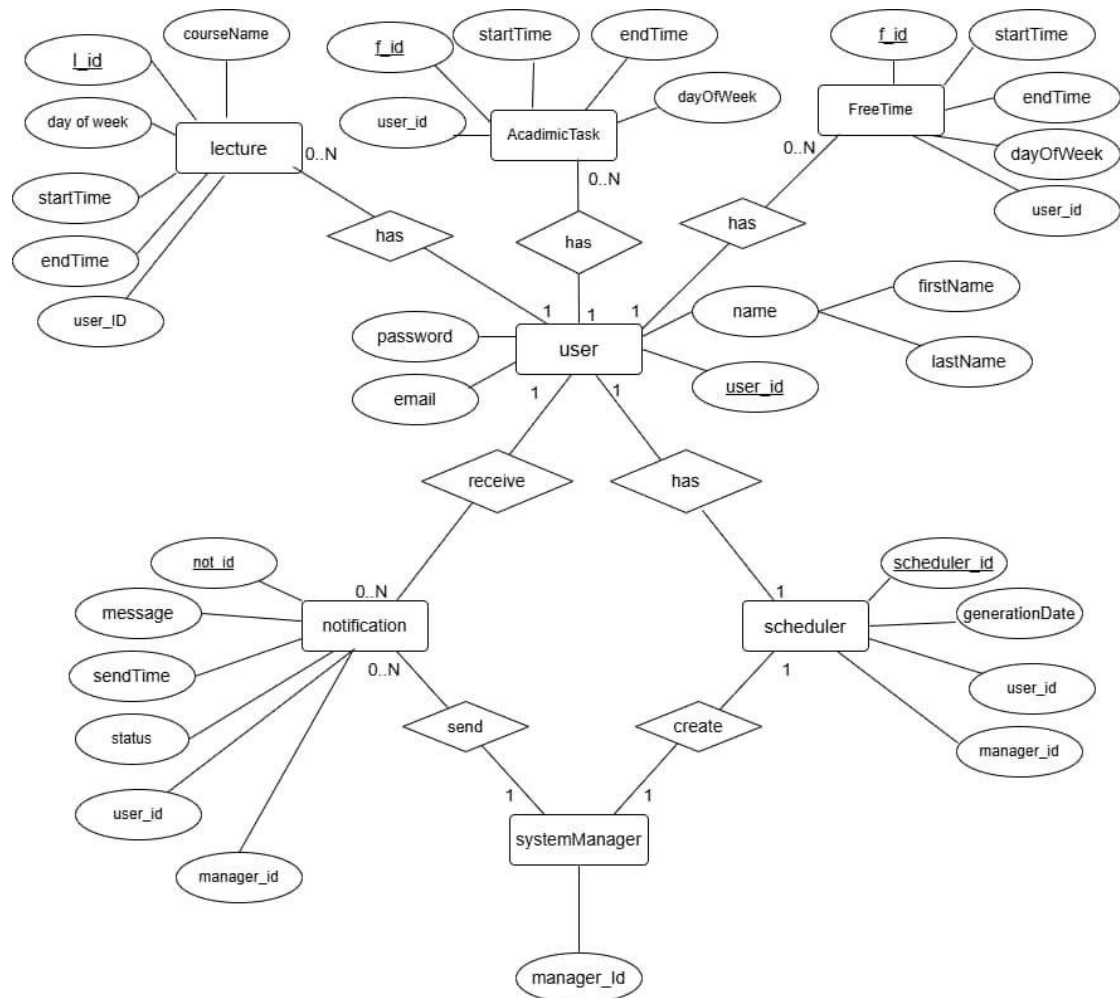 courseName
l_id
day of week
lecture
startTime
endTime
user_ID
0..N
has
f_id
startTime
endTime
user_id
AcadimicTask
dayOfWeek
0..N
has
f_id
startTime
FreeTime
endTime
dayOfWeek
user_id
0..N
has
1
1
1
password
user
email
name
firstName
lastName
user_id
1
1
receive
has
not_id
0..N
message
notification
sendTime
0..N
status
user_id
manager_id
send
1
scheduler_id
1
generationDate
scheduler
user_id
1
manager_id
create
1
systemManager
manager_Id